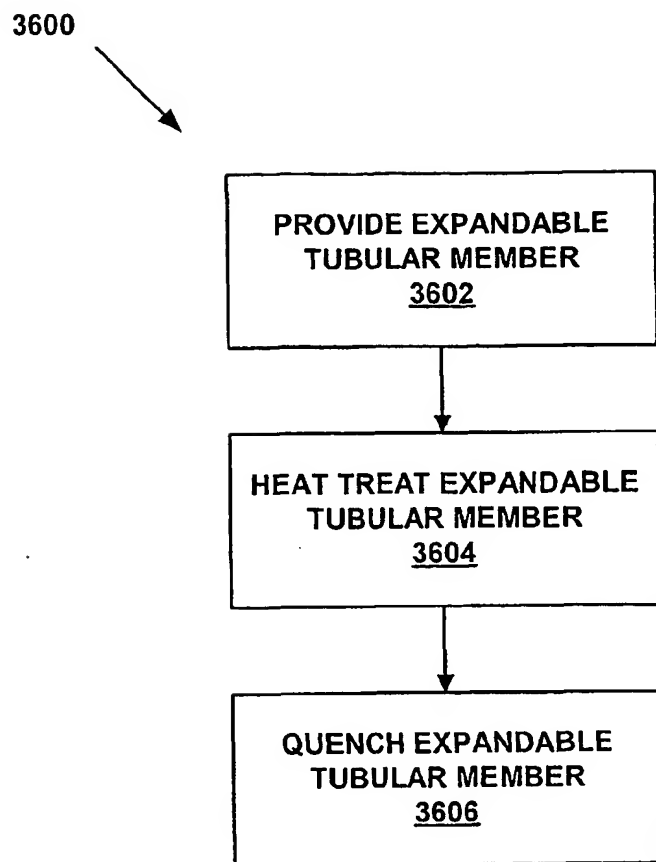 3600
PROVIDE EXPANDABLE
TUBULAR MEMBER
3602
HEAT TREAT EXPANDABLE
TUBULAR MEMBER
3604
QUENCH EXPANDABLE
TUBULAR MEMBER
3606